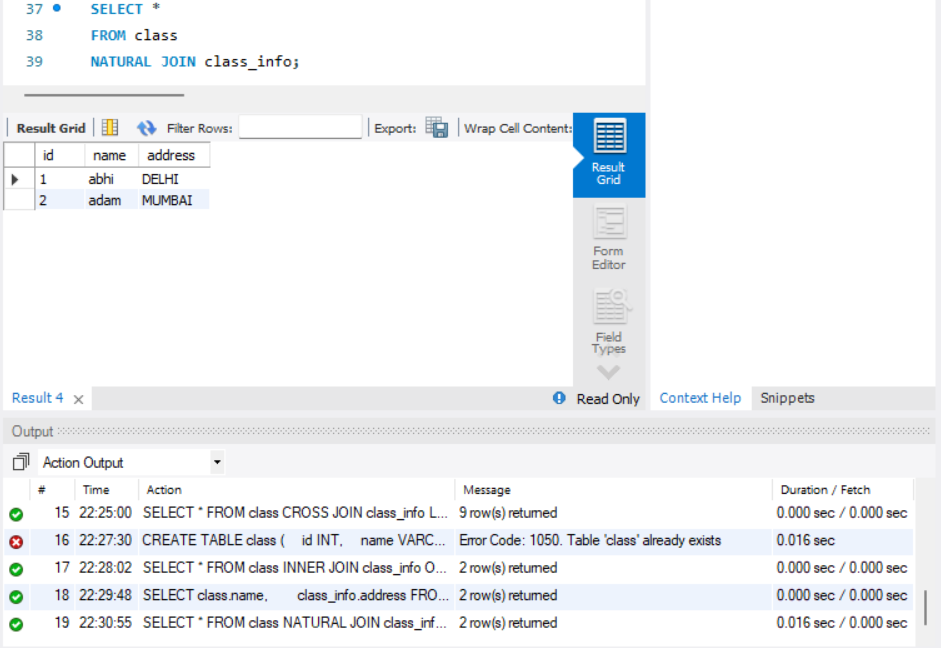 37 SELECT *
38 FROM class
39 NATURAL JOIN class_info;
Result Grid Filter Rows: Export: Wrap Cell Content:
id name address
1 abhi DELHI
2 adam MUMBAI
Result
Grid
Form
Editor
Field
Types
Result 4 Read Only Context Help Snippets
Output
Action Output
# Time Action Message Duration / Fetch
15 22:25:00 SELECT * FROM class CROSS JOIN class_info L... 9 row(s) returned 0.000 sec / 0.000 sec
16 22:27:30 CREATE TABLE class ( id INT, name VARC... Error Code: 1050. Table 'class' already exists 0.016 sec
17 22:28:02 SELECT * FROM class INNER JOIN class_info O... 2 row(s) returned 0.000 sec / 0.000 sec
18 22:29:48 SELECT class.name, class_info.address FRO... 2 row(s) returned 0.000 sec / 0.000 sec
19 22:30:55 SELECT * FROM class NATURAL JOIN class_inf... 2 row(s) returned 0.016 sec / 0.000 sec